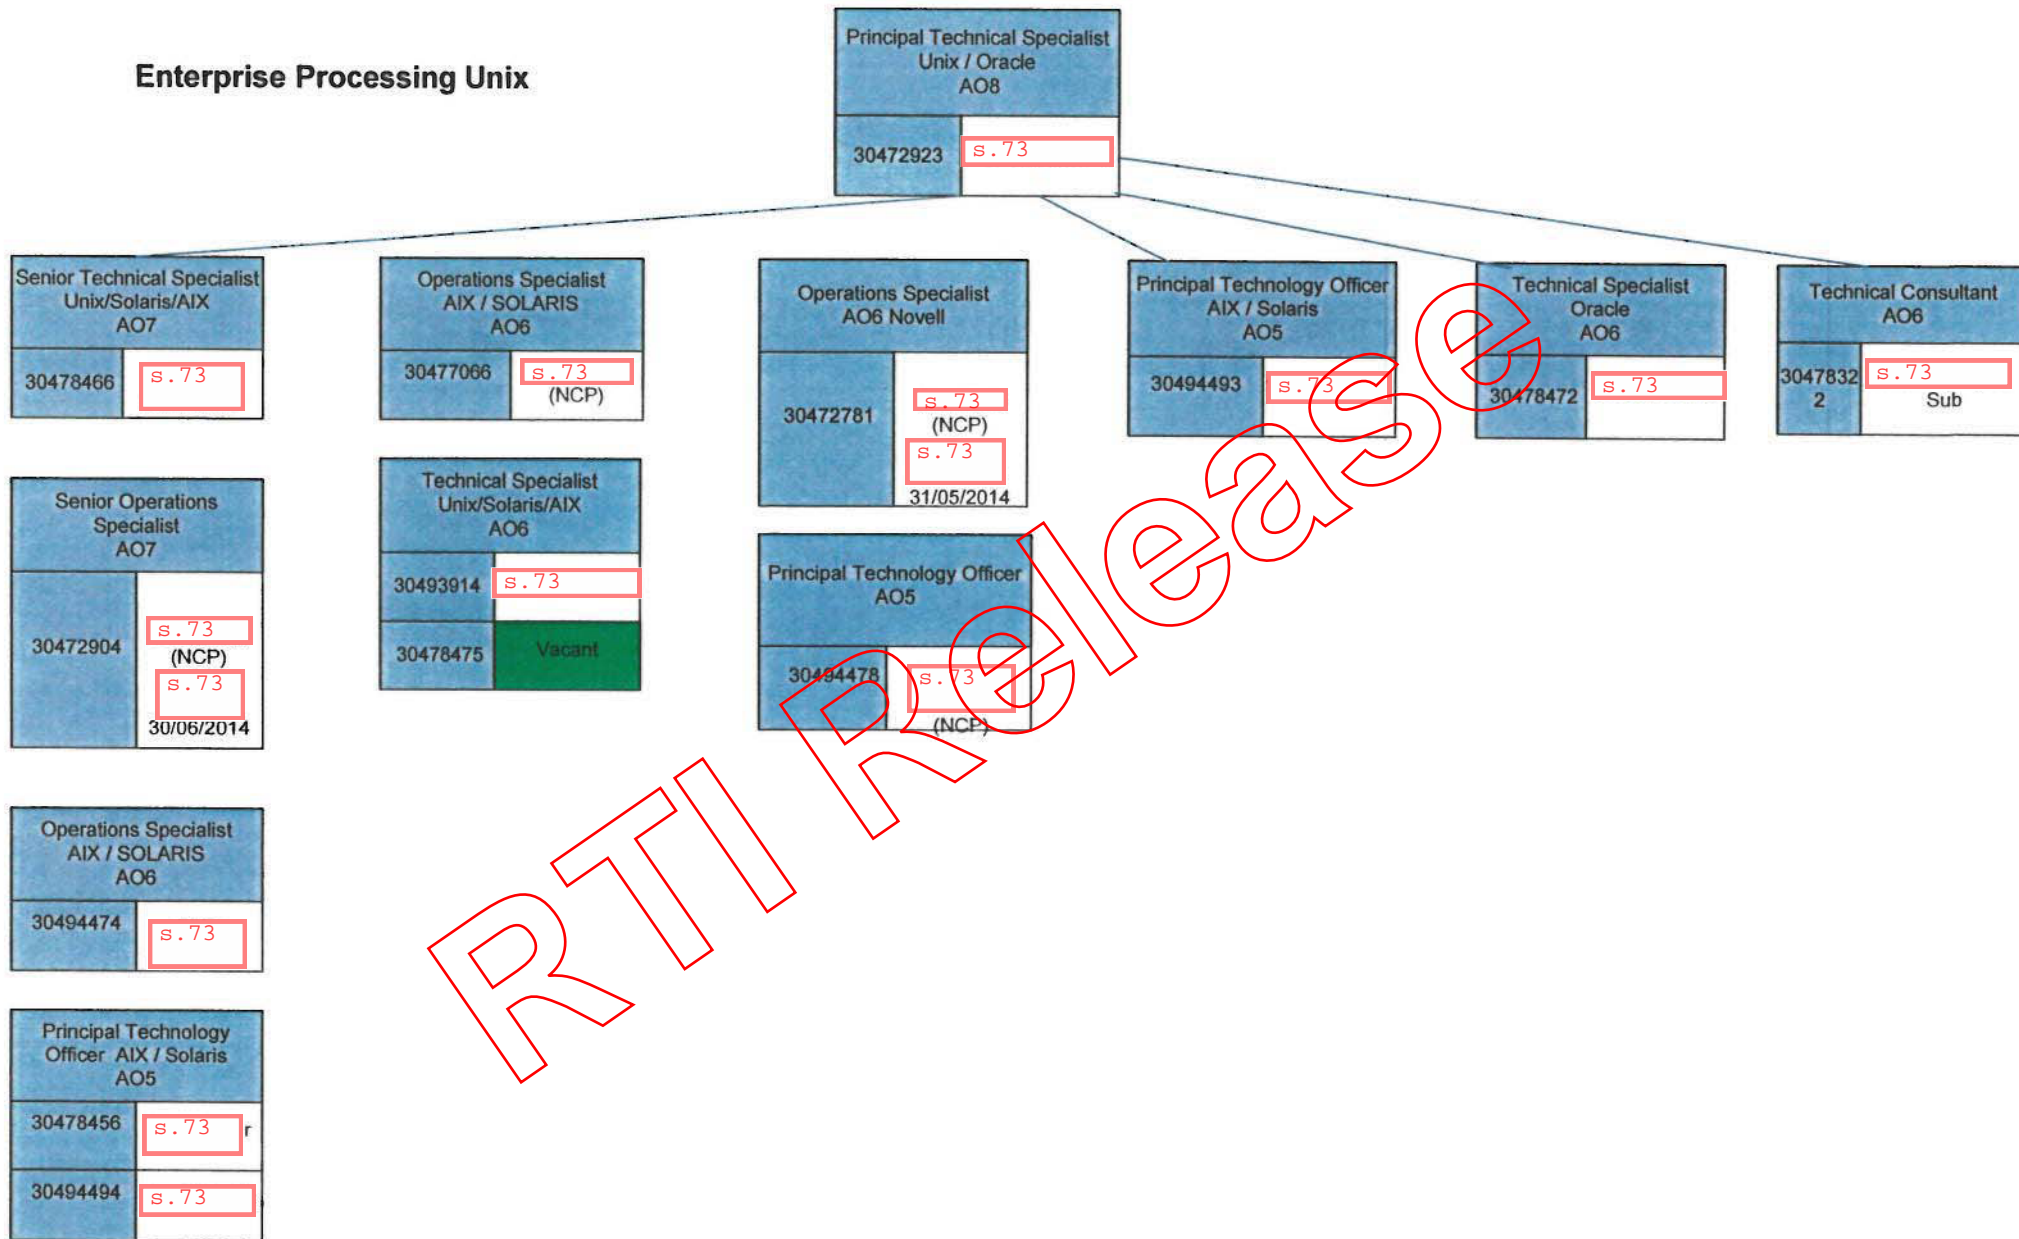 Enterprise Processing Unix
Principal Technical Specialist
Unix / Oracle
AO8
30472923
s.73
Senior Technical Specialist
Unix/Solaris/AIX
AO7
30478466
s.73
Senior Operations
Specialist
AO7
30472904
s.73
(NCP)
s.73
30/06/2014
Operations Specialist
AIX / SOLARIS
AO6
30494474
s.73
Principal Technology
Officer AIX / Solaris
AO5
30478456
s.73
r
30494494
s.73
Operations Specialist
AIX / SOLARIS
AO6
30477066
s.73
(NCP)
Technical Specialist
Unix/Solaris/AIX
AO6
30493914
s.73
30478475
Vacant
Operations Specialist
AO6 Novell
30472781
s.73
(NCP)
s.73
31/05/2014
Principal Technology Officer
AO5
30494478
s.73
(NCP)
Principal Technology Officer
AIX / Solaris
AO5
30494493
s.73
Technical Specialist
Oracle
AO6
30478472
s.73
Technical Consultant
AO6
3047832
2
s.73
Sub
RTI Release